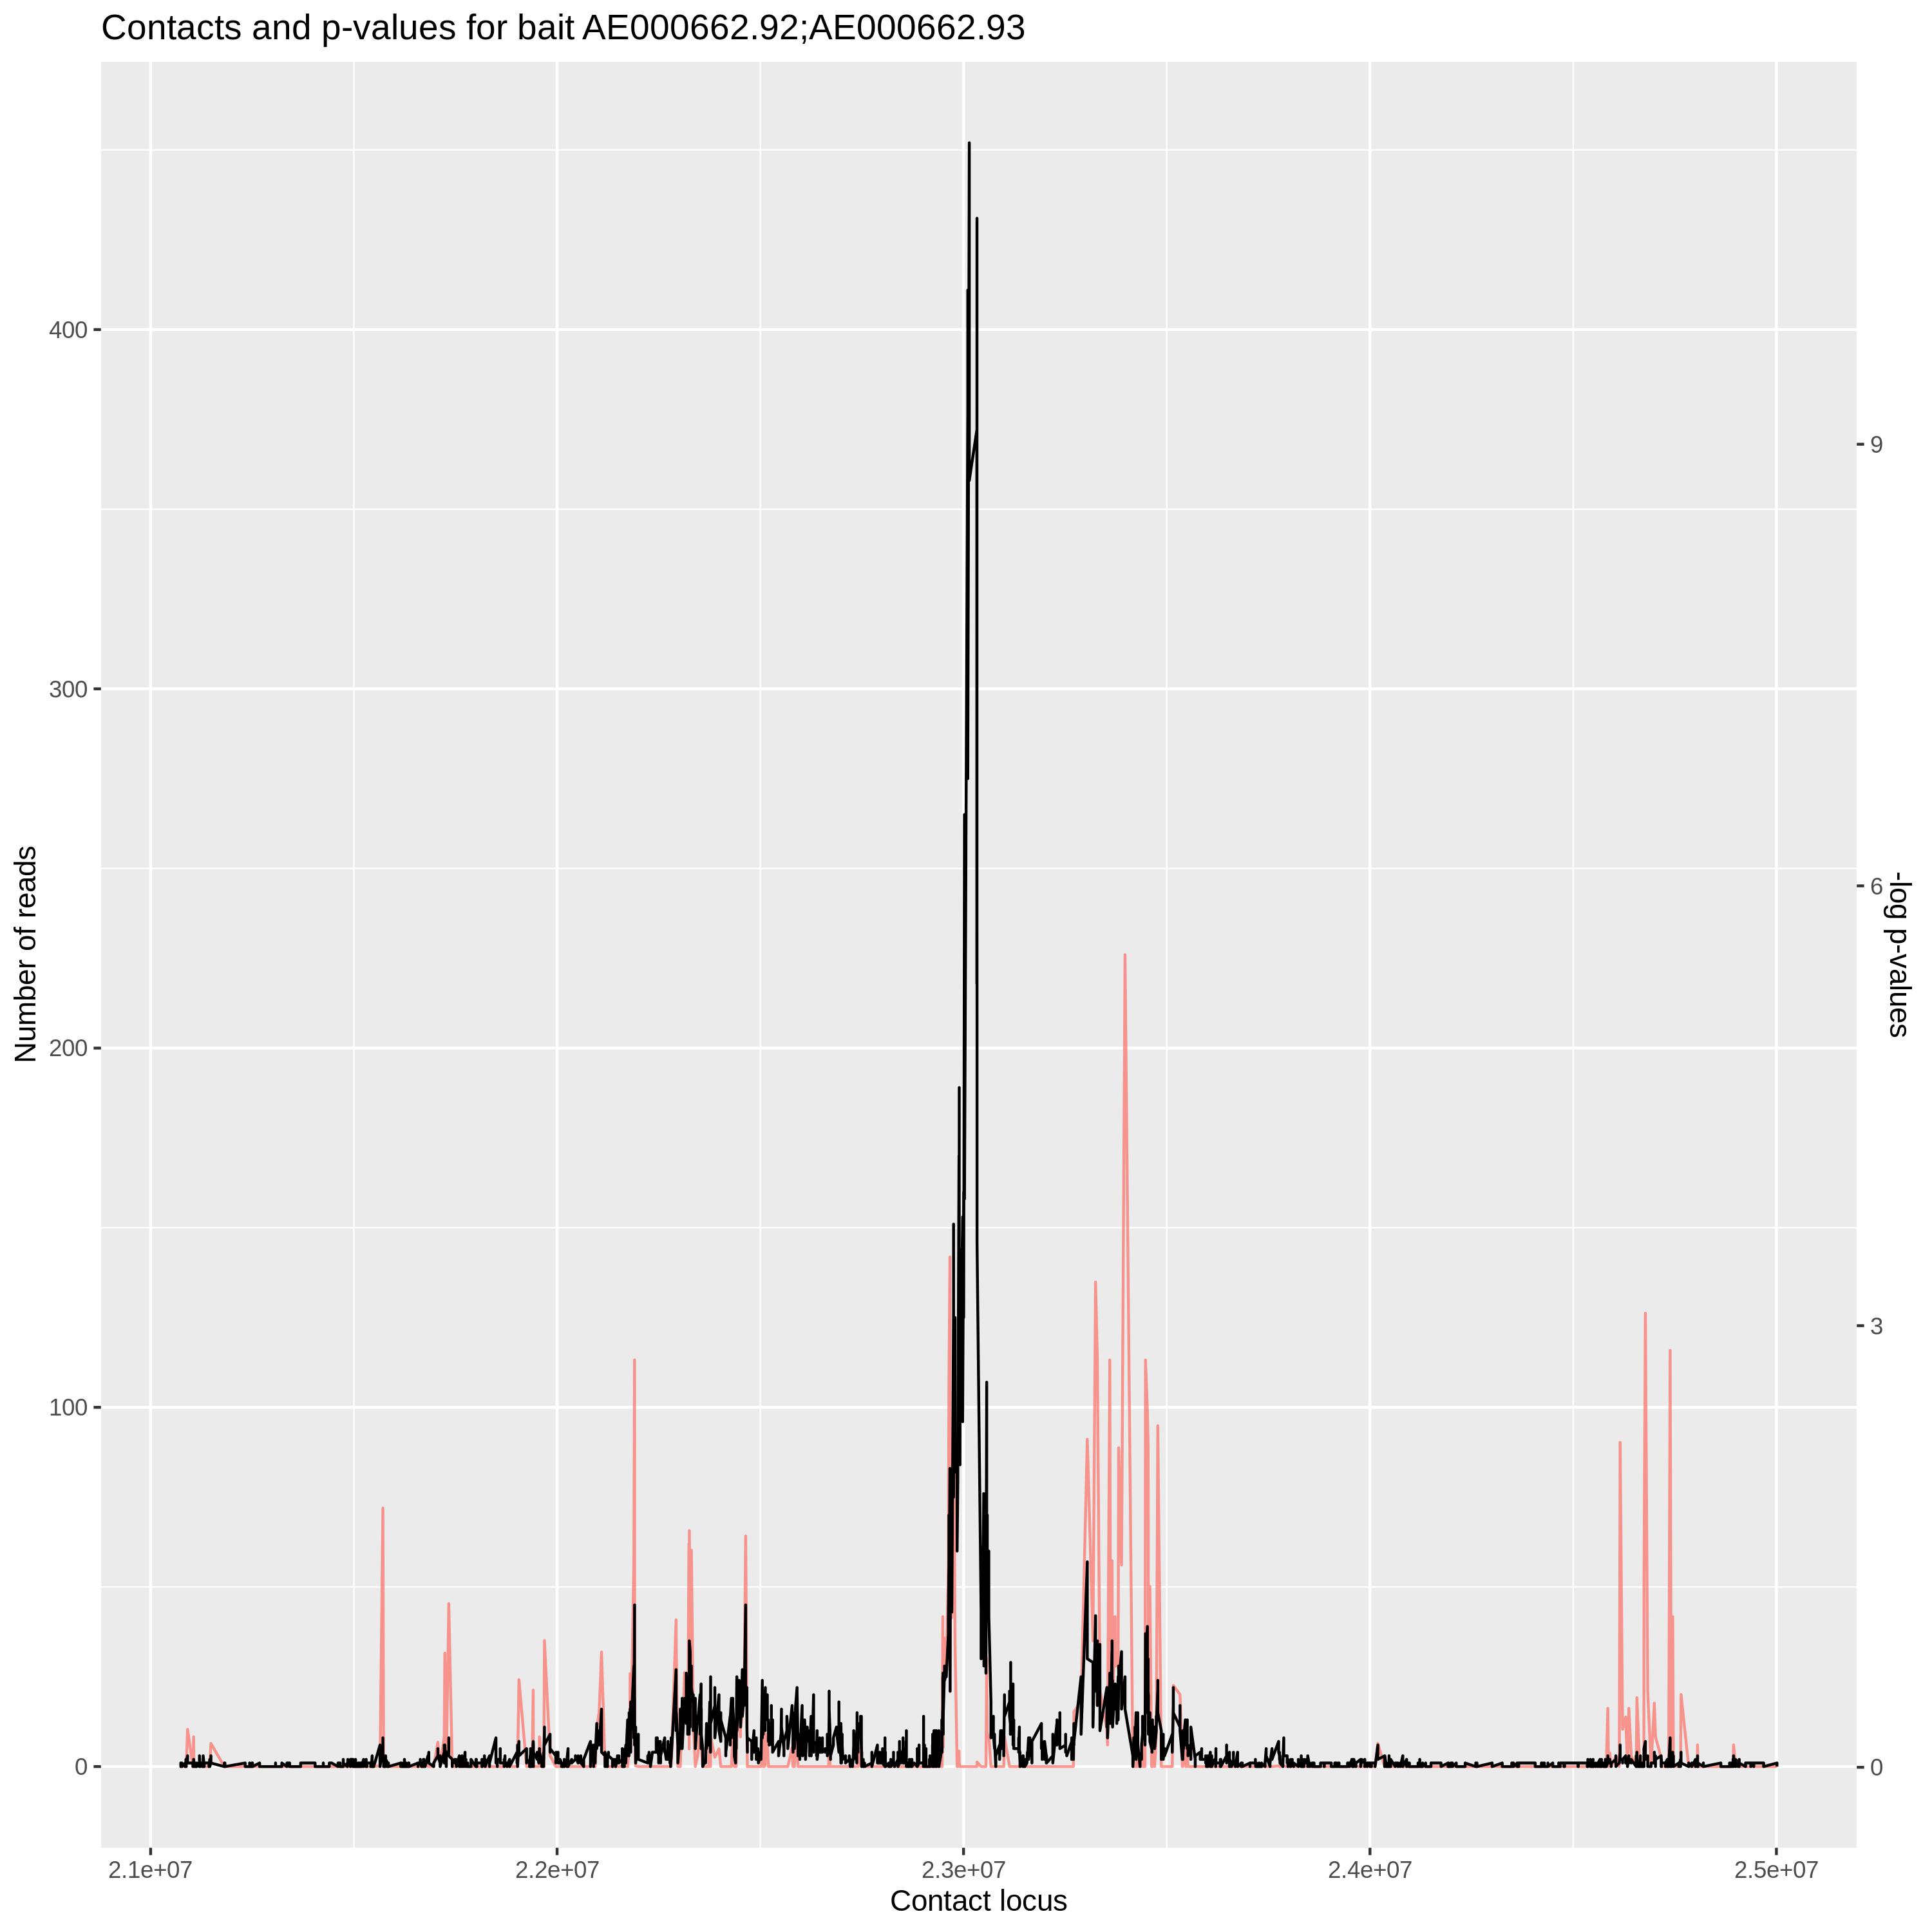 Contacts and p-values for bait AE000662.92;AE000662.93
Number of reads
400
300
200
100
0
9
6
3
0
-log p-values
2.1e+07
2.2e+07
2.3e+07
2.4e+07
2.5e+07
Contact locus